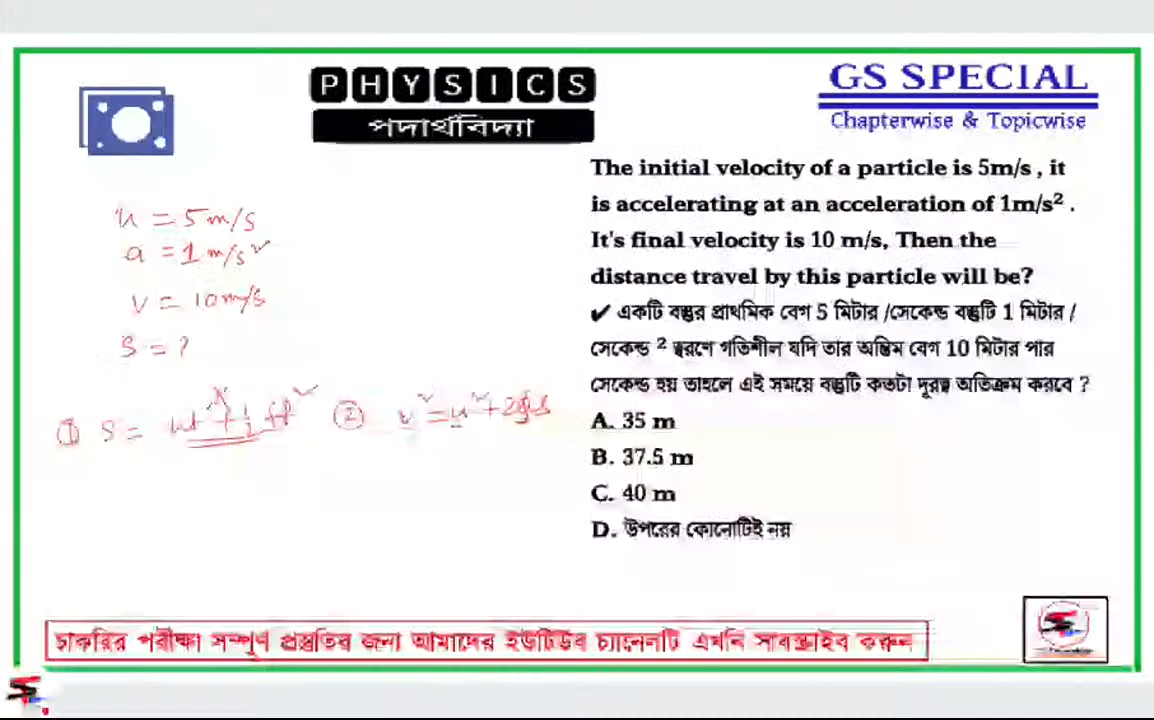 PHYSICS
পদার্থবিদ্যা
GS SPECIAL
Chapterwise & Topicwise
The initial velocity of a particle is 5m/s , it
is accelerating at an acceleration of 1m/s² .
It's final velocity is 10 m/s, Then the
distance travel by this particle will be?
✔ একটি বস্তুর প্রাথমিক বেগ 5 মিটার /সেকেন্ড বস্তুটি 1 মিটার /
সেকেন্ড ² ত্বরণে গতিশীল যদি তার অন্তিম বেগ 10 মিটার পার
সেকেন্ড হয় তাহলে এই সময়ে বস্তুটি কতটা দূরত্ব অতিক্রম করবে ?
A. 35 m
B. 37.5 m
C. 40 m
D. উপরের কোনোটিই নয়
u = 5 m/s
a = 1 m/s²
v = 10 m/s
S = ?
① S = ut + ½ ft²
② v² = u² +
চাকরির পরীক্ষা সম্পূর্ণ প্রস্তুতির জন্য আমাদের ইউটিউব চ্যানেলটি এখনি সাবস্ক্রাইব করুন